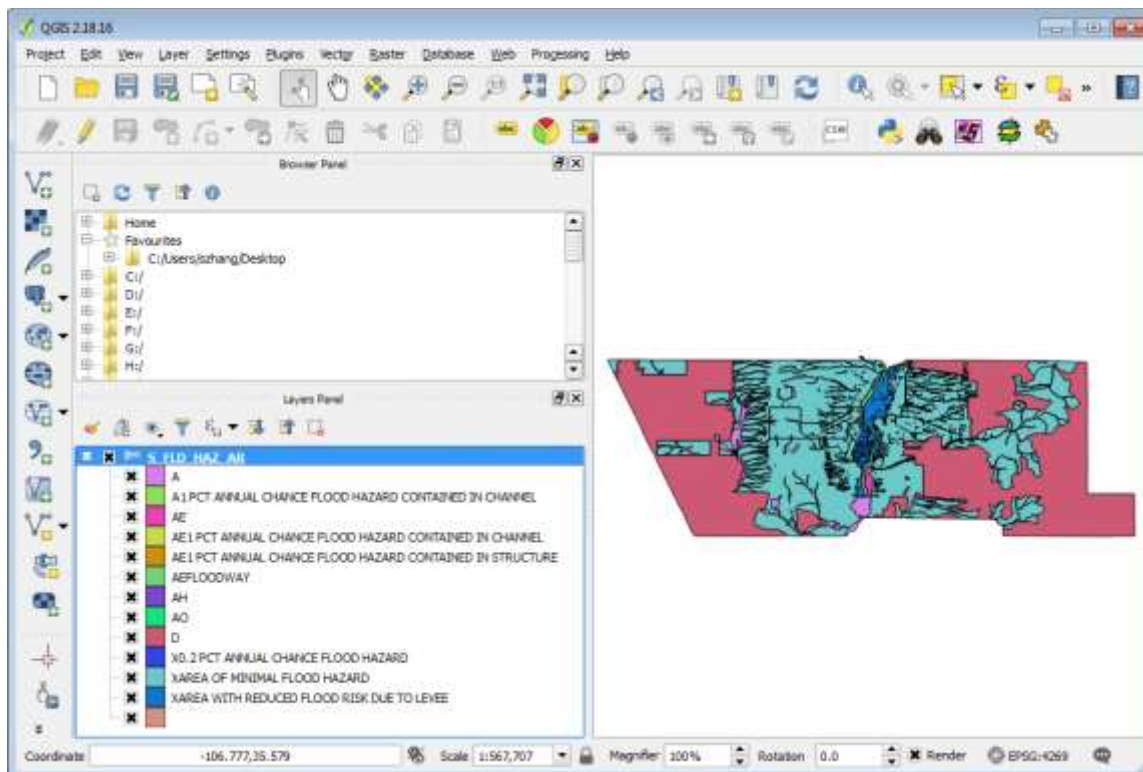 QGIS 2.18.16
Project Edit View Layer Settings Plugins Vector Raster Database Web Processing Help
CSW
Browser Panel
Home
Favourites
C:/Users/szhang/Desktop
C:/
D:/
E:/
F:/
G:/
H:/
Layers Panel
S_FLD_HAZ_AR
A
A1 PCT ANNUAL CHANCE FLOOD HAZARD CONTAINED IN CHANNEL
AE
AE1 PCT ANNUAL CHANCE FLOOD HAZARD CONTAINED IN CHANNEL
AE1 PCT ANNUAL CHANCE FLOOD HAZARD CONTAINED IN STRUCTURE
AEFLOODWAY
AH
AO
D
X0.2 PCT ANNUAL CHANCE FLOOD HAZARD
XAREA OF MINIMAL FLOOD HAZARD
XAREA WITH REDUCED FLOOD RISK DUE TO LEVEE
Coordinate -106.777,35.579 Scale 1:567,707 Magnifier 100% Rotation 0.0 Render EPSG:4269